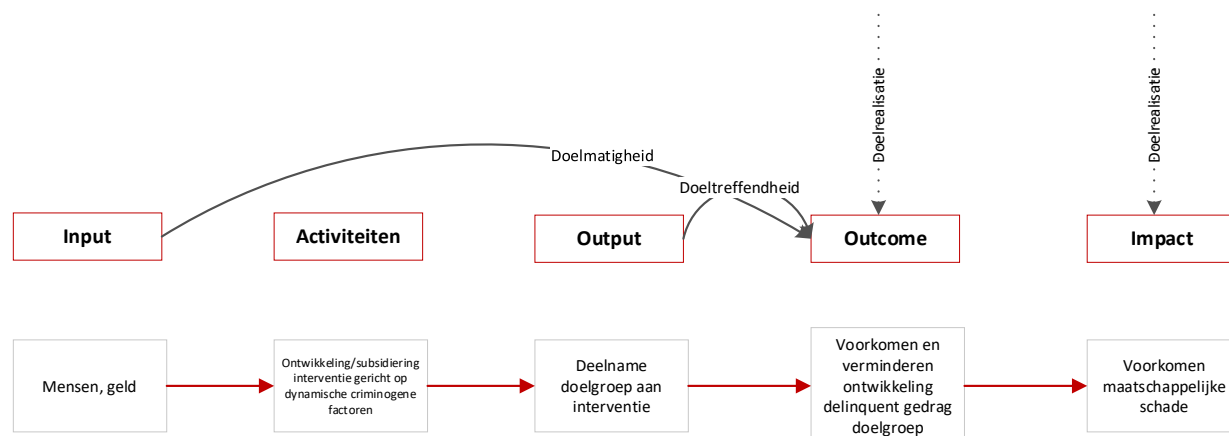 Doelrealisatie
Doelrealisatie
Doelmatigheid
Doeltreffendheid
Input
Activiteiten
Output
Outcome
Impact
Mensen, geld
Ontwikkeling/subsidiering
interventie gericht op
dynamische criminogene
factoren
Deelname
doelgroep aan
interventie
Voorkomen en
verminderen
ontwikkeling
delinquent gedrag
doelgroep
Voorkomen
maatschappelijke
schade